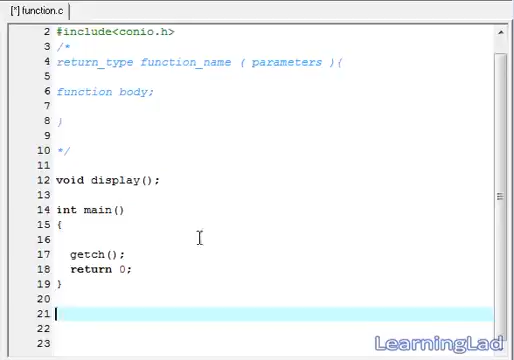 [*] function.c
2 #include<conio.h>
3 /*
4 return_type function_name ( parameters ){
5
6 function body;
7
8 }
9
10 */
11
12 void display();
13
14 int main()
15 {
16
17 getch();
18 return 0;
19 }
20
21
22
23
LearningLad